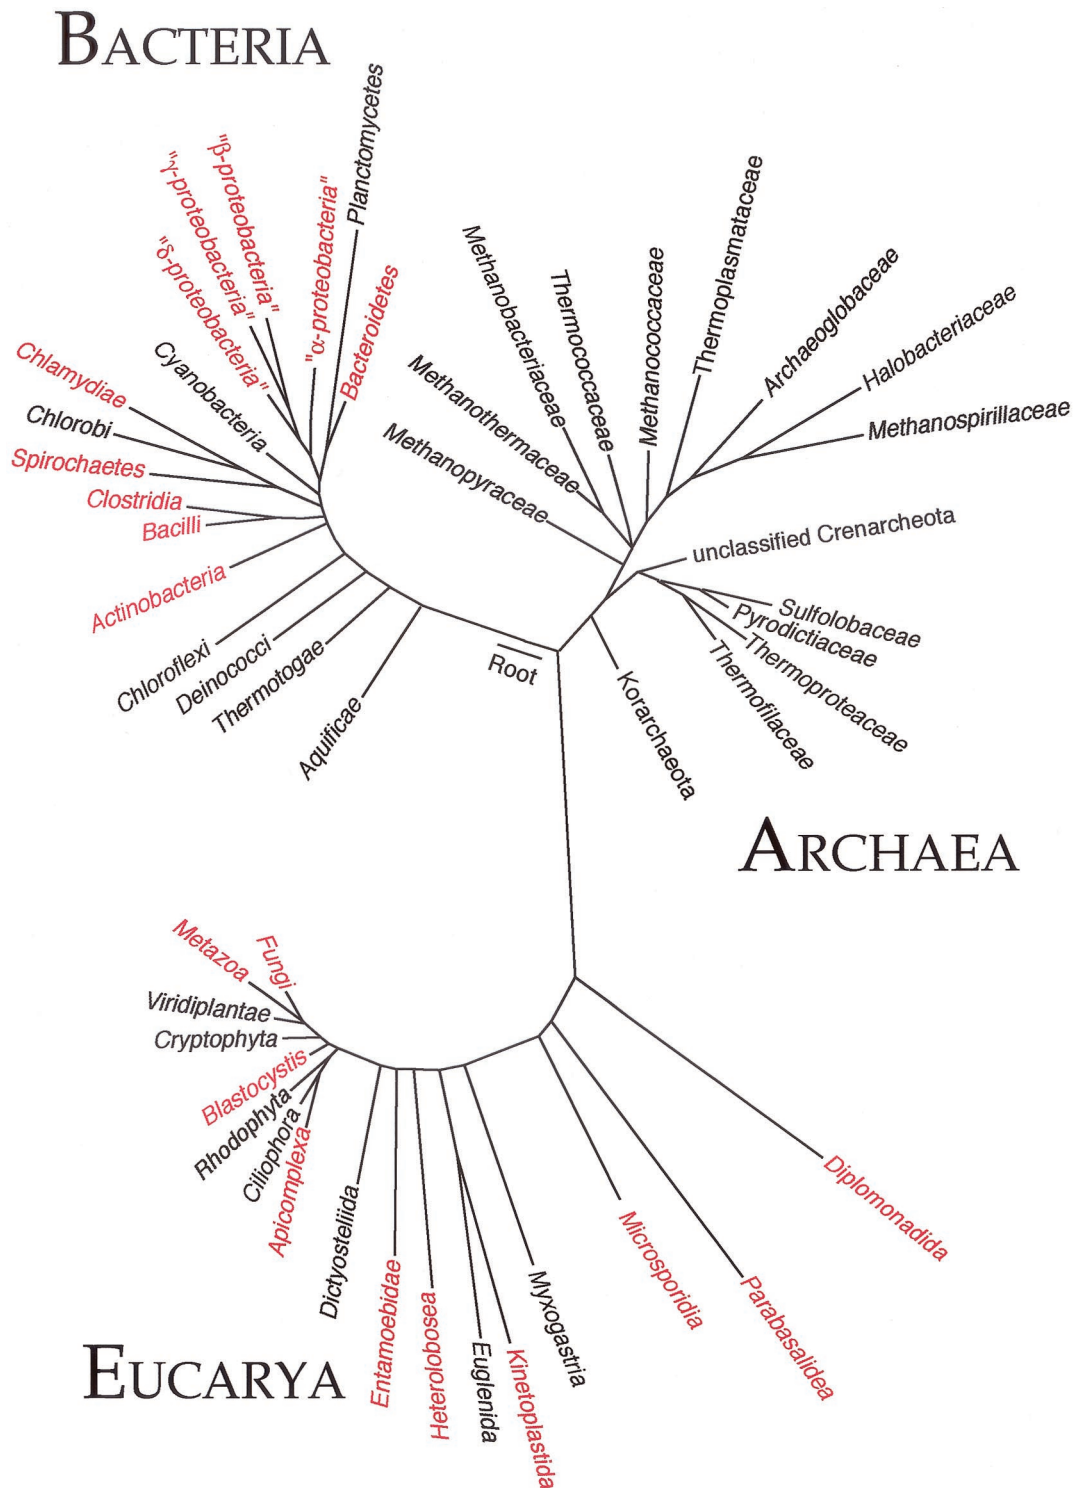 BACTERIA
Planctomycetes
"β-proteobacteria"
"γ-proteobacteria"
"α-proteobacteria"
"δ-proteobacteria"
Bacteroidetes
Cyanobacteria
Chlamydiae
Chlorobi
Spirochaetes
Clostridia
Bacilli
Actinobacteria
Chloroflexi
Deinococci
Thermotogae
Aquificae
Root
Thermoplasmataceae
Methanobacteriaceae
Thermococcaceae
Methanococcaceae
Archaeoglobaceae
Halobacteriaceae
Methanospirillaceae
Methanothermaceae
Methanopyraceae
unclassified Crenarcheota
Sulfolobaceae
Pyrodictiaceae
Thermoproteaceae
Thermofilaceae
Korarchaeota
ARCHAEA
Metazoa
Fungi
Viridiplantae
Cryptophyta
Blastocystis
Rhodophyta
Ciliophora
Apicomplexa
Dictyosteliida
Entamoebidae
Heterolobosea
Euglenida
Kinetoplastida
Myxogastria
Microsporidia
Parabasalidea
Diplomonadida
EUCARYA